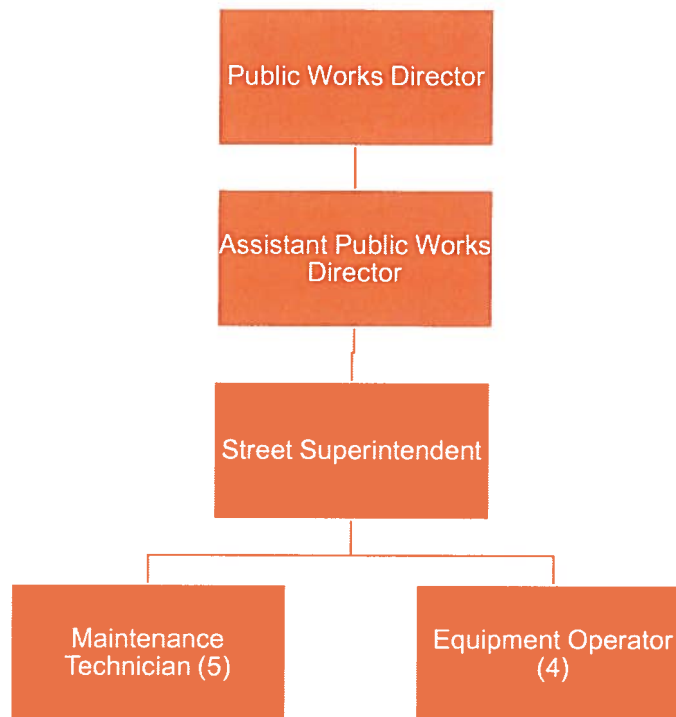 Public Works Director
Assistant Public Works
Director
Street Superintendent
Maintenance
Technician (5)
Equipment Operator
(4)